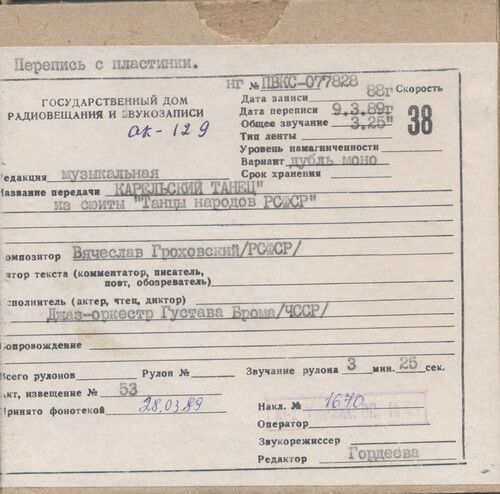 Перепись с пластинки.
нг № ПВКС-077828
ГОСУДАРСТВЕННЫЙ ДОМ
РАДИОВЕЩАНИЯ И ЗВУКОЗАПИСИ
ак-129
Дата записи 88г
Дата переписи 9.3.89г
Общее звучание 3.25"
Тип ленты
Уровень намагниченности
Вариант дубль моно
Срок хранения
Скорость
38
Редакция музыкальная
Название передачи КАРЕЛЬСКИЙ ТАНЕЦ"
из сюиты "Танцы народов РСФСР"
Композитор Вячеслав Гроховский/РСФСР/
Автор текста (комментатор, писатель,
поэт, обозреватель)
Исполнитель (актер, чтец, диктор)
Джаз-оркестр Густава Брома/ЧССР/
Сопровождение
Всего рулонов Рулон № Звучание рулона 3 мин. 25 сек.
Акт, извещение № 53
Принято фонотекой 28.03.89
Накл. № 1670
Оператор
Звукорежиссер
Редактор Гордеева